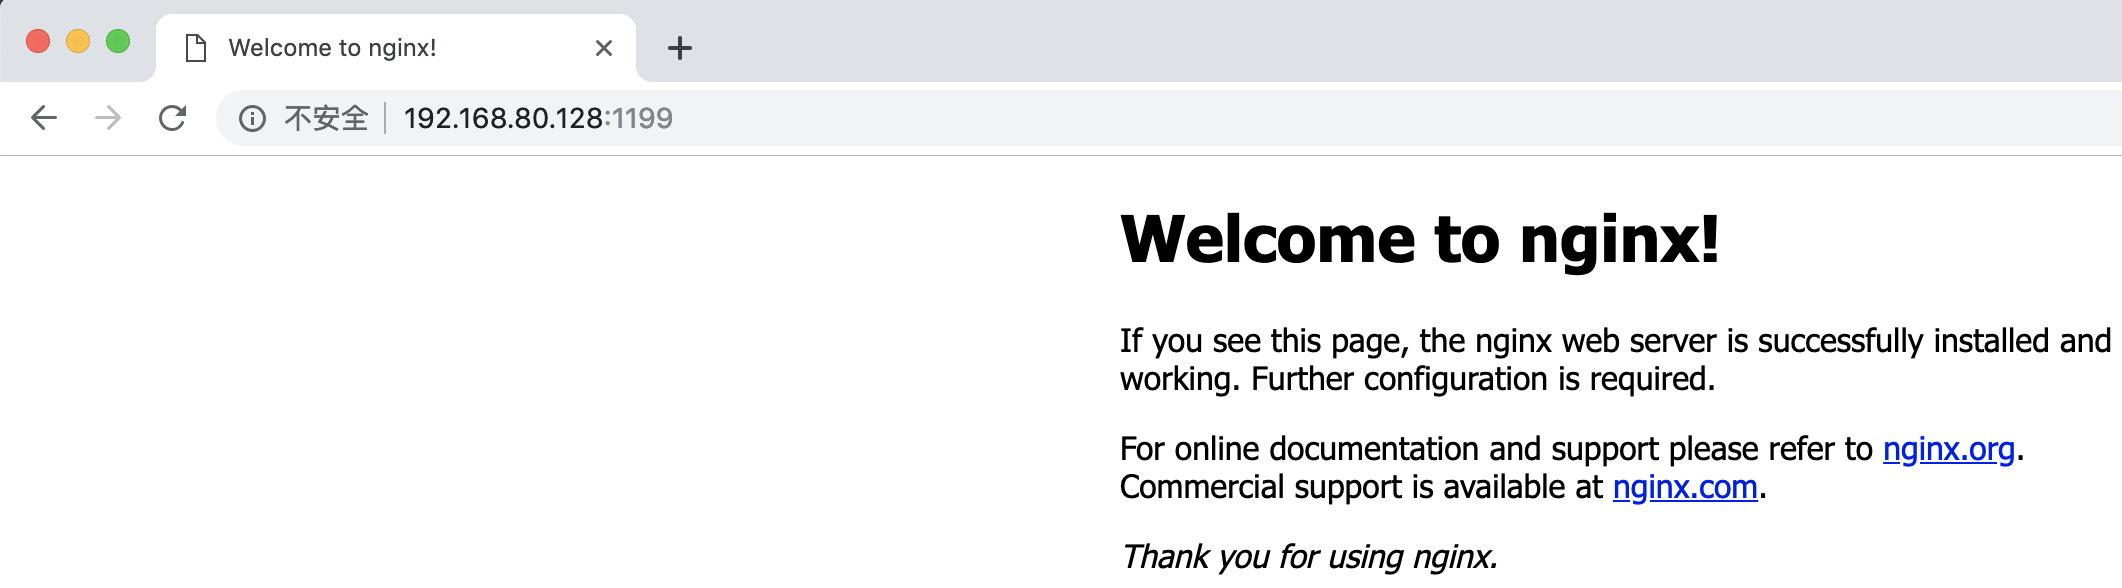 Welcome to nginx!
不安全 192.168.80.128:1199
Welcome to nginx!
If you see this page, the nginx web server is successfully installed and
working. Further configuration is required.
For online documentation and support please refer to nginx.org.
Commercial support is available at nginx.com.
Thank you for using nginx.